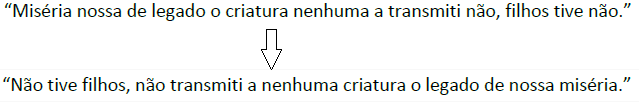 “Miséria nossa de legado o criatura nenhuma a transmiti não, filhos tive não.”
“Não tive filhos, não transmiti a nenhuma criatura o legado de nossa miséria.”